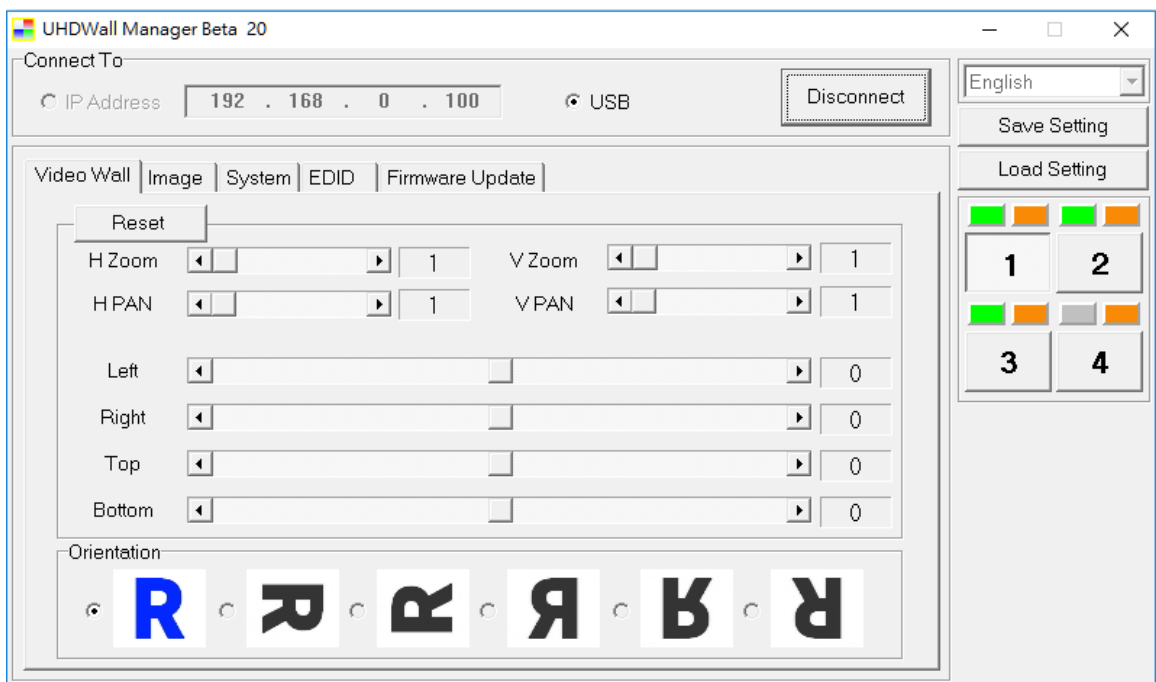 UHDWall Manager Beta 20
Connect To
IP Address 192 . 168 . 0 . 100 USB Disconnect
English
Save Setting
Load Setting
Video Wall Image System EDID Firmware Update
Reset
H Zoom 1 V Zoom 1
H PAN 1 V PAN 1
Left 0
Right 0
Top 0
Bottom 0
1 2
3 4
Orientation
R R R R R R